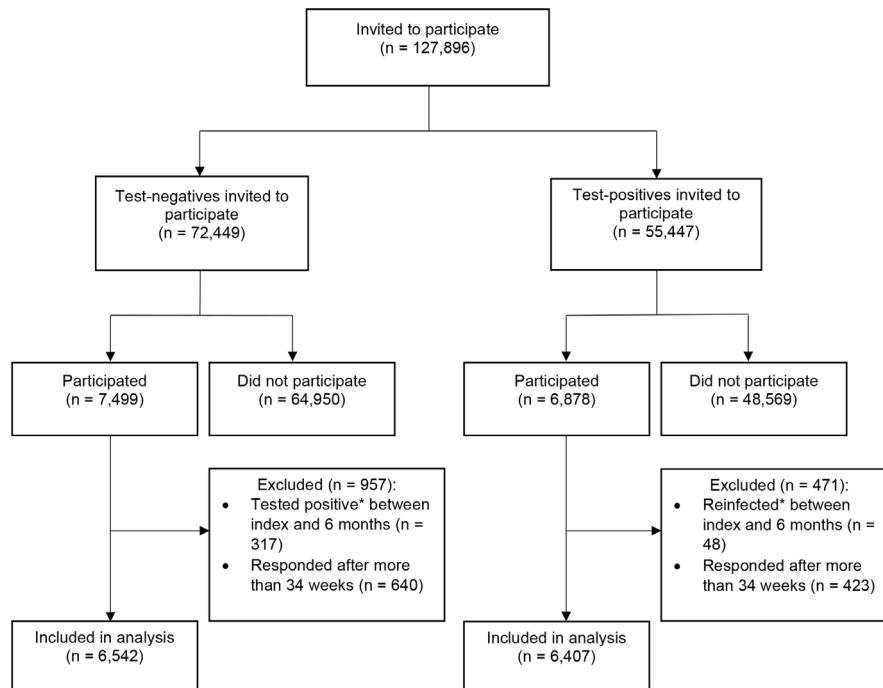 Invited to participate
(n = 127,896)
Test-negatives invited to
participate
(n = 72,449)
Test-positives invited to
participate
(n = 55,447)
Participated
(n = 7,499)
Did not participate
(n = 64,950)
Participated
(n = 6,878)
Did not participate
(n = 48,569)
Excluded (n = 957):
• Tested positive* between
index and 6 months (n =
317)
• Responded after more
than 34 weeks (n = 640)
Excluded (n = 471):
• Reinfected* between
index and 6 months (n =
48)
• Responded after more
than 34 weeks (n = 423)
Included in analysis
(n = 6,542)
Included in analysis
(n = 6,407)